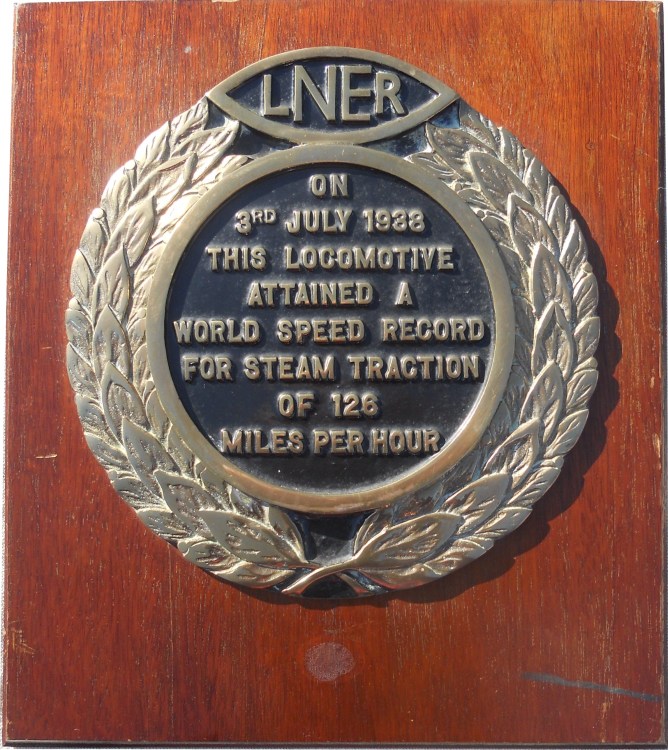 LNER
ON
3RD JULY 1938
THIS LOCOMOTIVE
ATTAINED A
WORLD SPEED RECORD
FOR STEAM TRACTION
OF 126
MILES PER HOUR